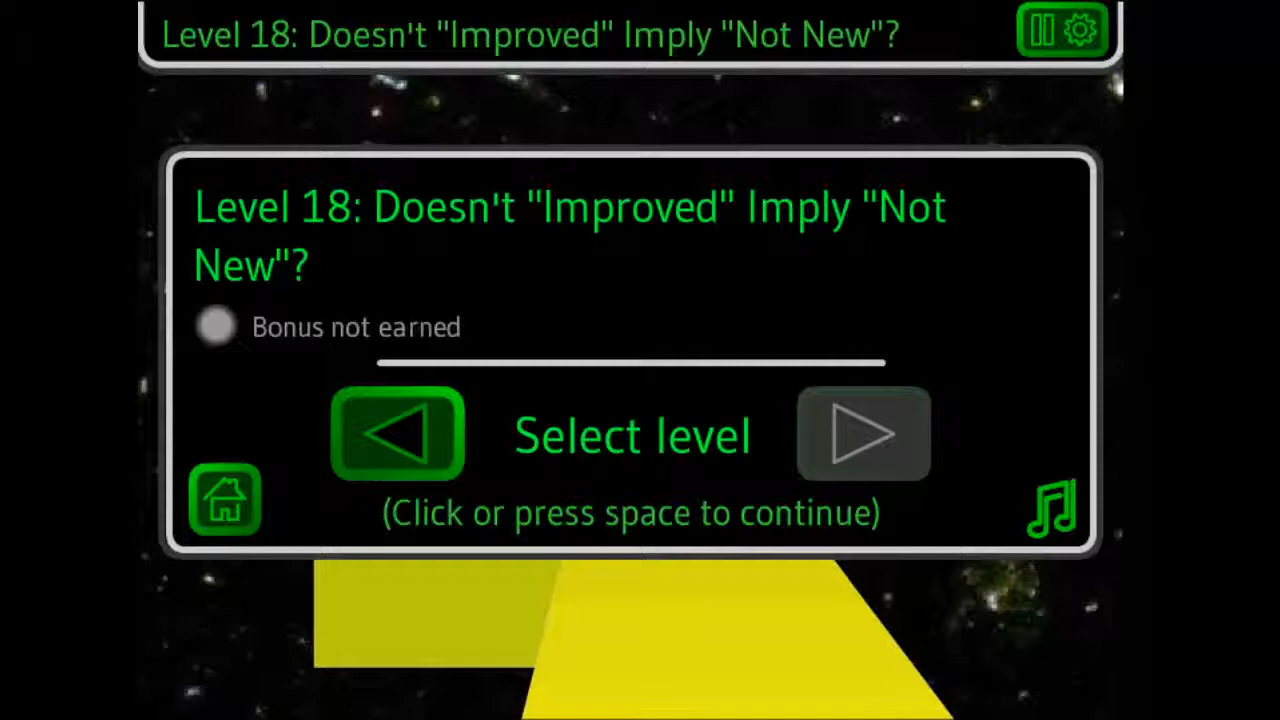 Level 18: Doesn't "Improved" Imply "Not New"?
Level 18: Doesn't "Improved" Imply "Not
New"?
Bonus not earned
Select level
(Click or press space to continue)